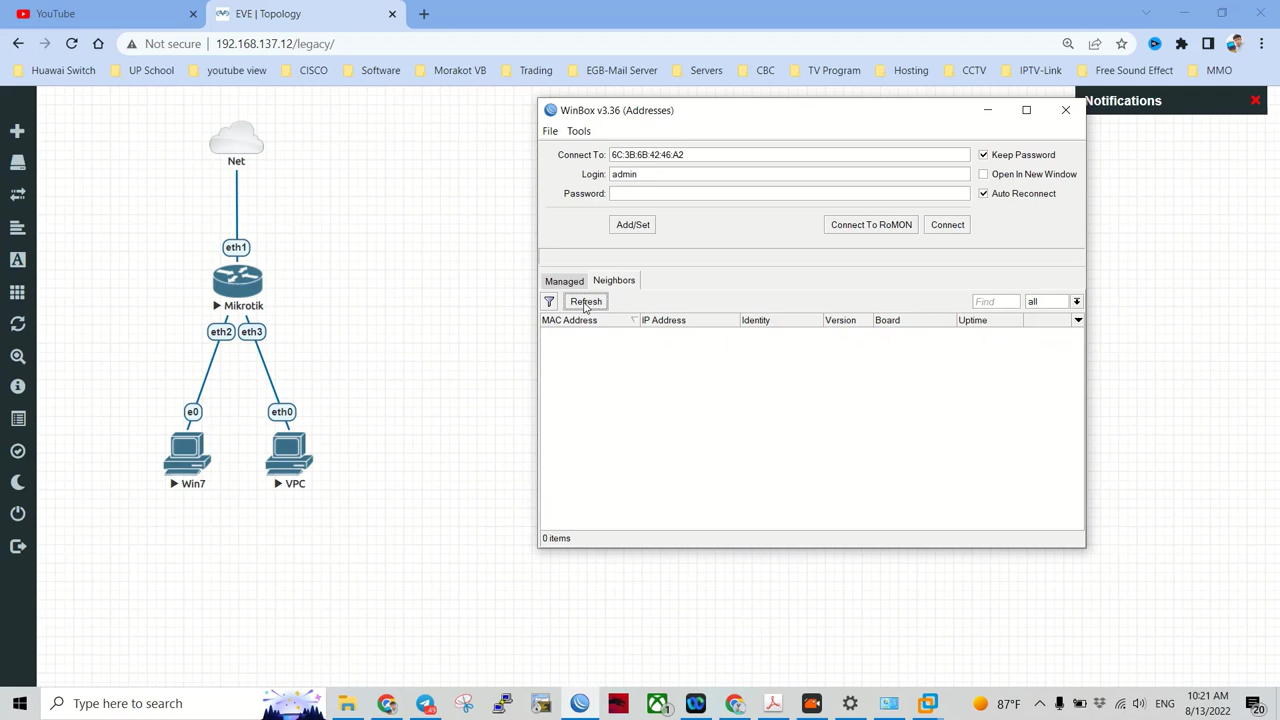 YouTube
EVE | Topology
Not secure
192.168.137.12/legacy/
Huawai Switch
UP School
youtube view
CISCO
Software
Morakot VB
Trading
EGB-Mail Server
Servers
CBC
TV Program
Hosting
CCTV
IPTV-Link
Free Sound Effect
MMO
Notifications
Net
eth1
Mikrotik
eth2
eth3
e0
eth0
Win7
VPC
WinBox v3.36 (Addresses)
File Tools
Connect To: 6C:3B:6B:42:46:A2
Keep Password
Login: admin
Open In New Window
Password:
Auto Reconnect
Add/Set
Connect To RoMON
Connect
Managed
Neighbors
Refresh
Find
all
MAC Address
IP Address
Identity
Version
Board
Uptime
0 items
Type here to search
87°F
ENG
10:21 AM
8/13/2022
20